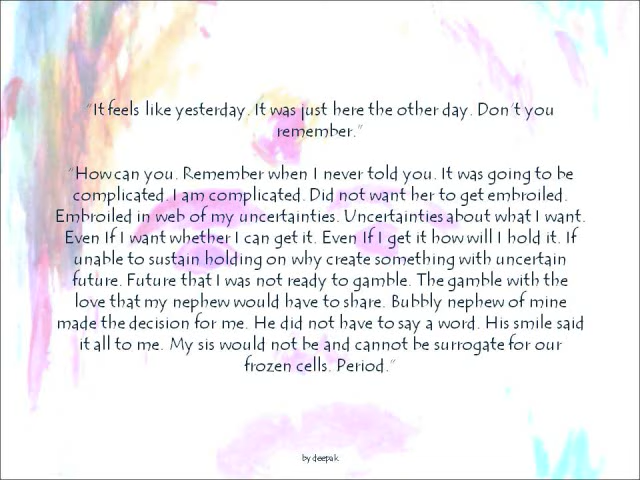 "It feels like yesterday. It was just here the other day. Don't you
remember."
"How can you. Remember when I never told you. It was going to be
complicated. I am complicated. Did not want her to get embroiled.
Embroiled in web of my uncertainties. Uncertainties about what I want.
Even If I want whether I can get it. Even If I get it how will I hold it. If
unable to sustain holding on why create something with uncertain
future. Future that I was not ready to gamble. The gamble with the
love that my nephew would have to share. Bubbly nephew of mine
made the decision for me. He did not have to say a word. His smile said
it all to me. My sis would not be and cannot be surrogate for our
frozen cells. Period."
by deepak